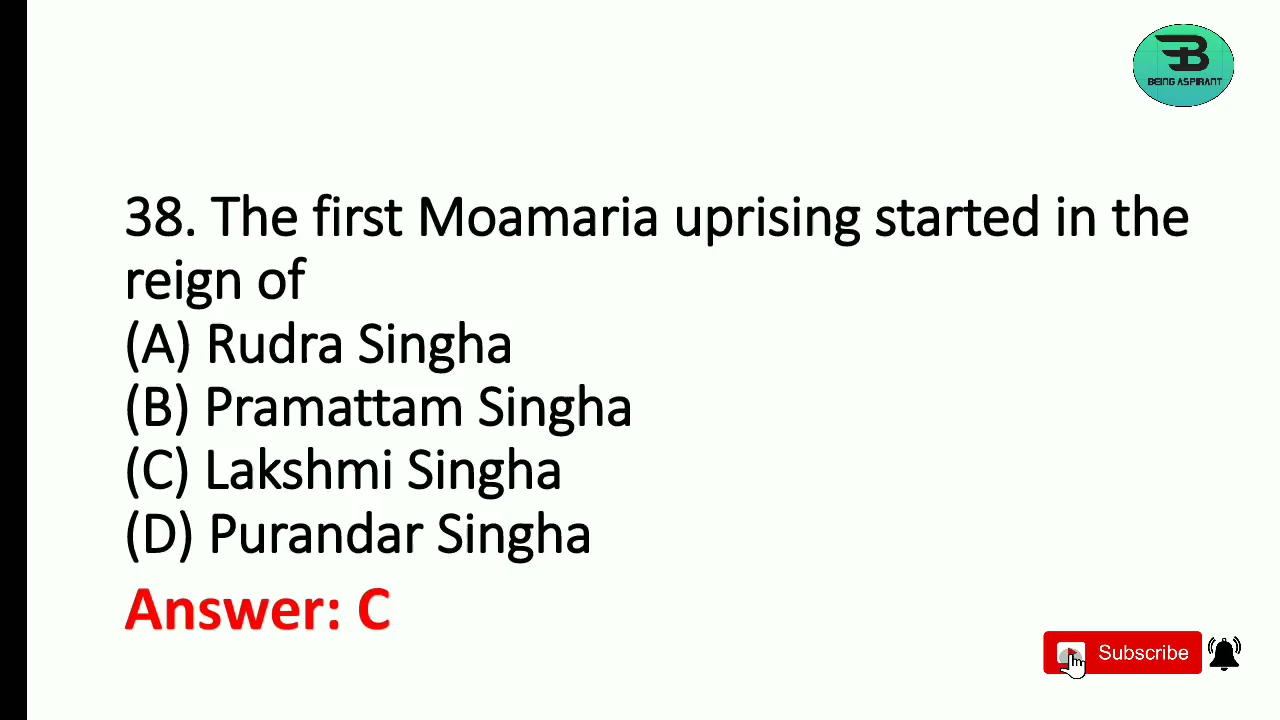 BEING ASPIRANT
38. The first Moamaria uprising started in the
reign of
(A) Rudra Singha
(B) Pramattam Singha
(C) Lakshmi Singha
(D) Purandar Singha
Answer: C
Subscribe